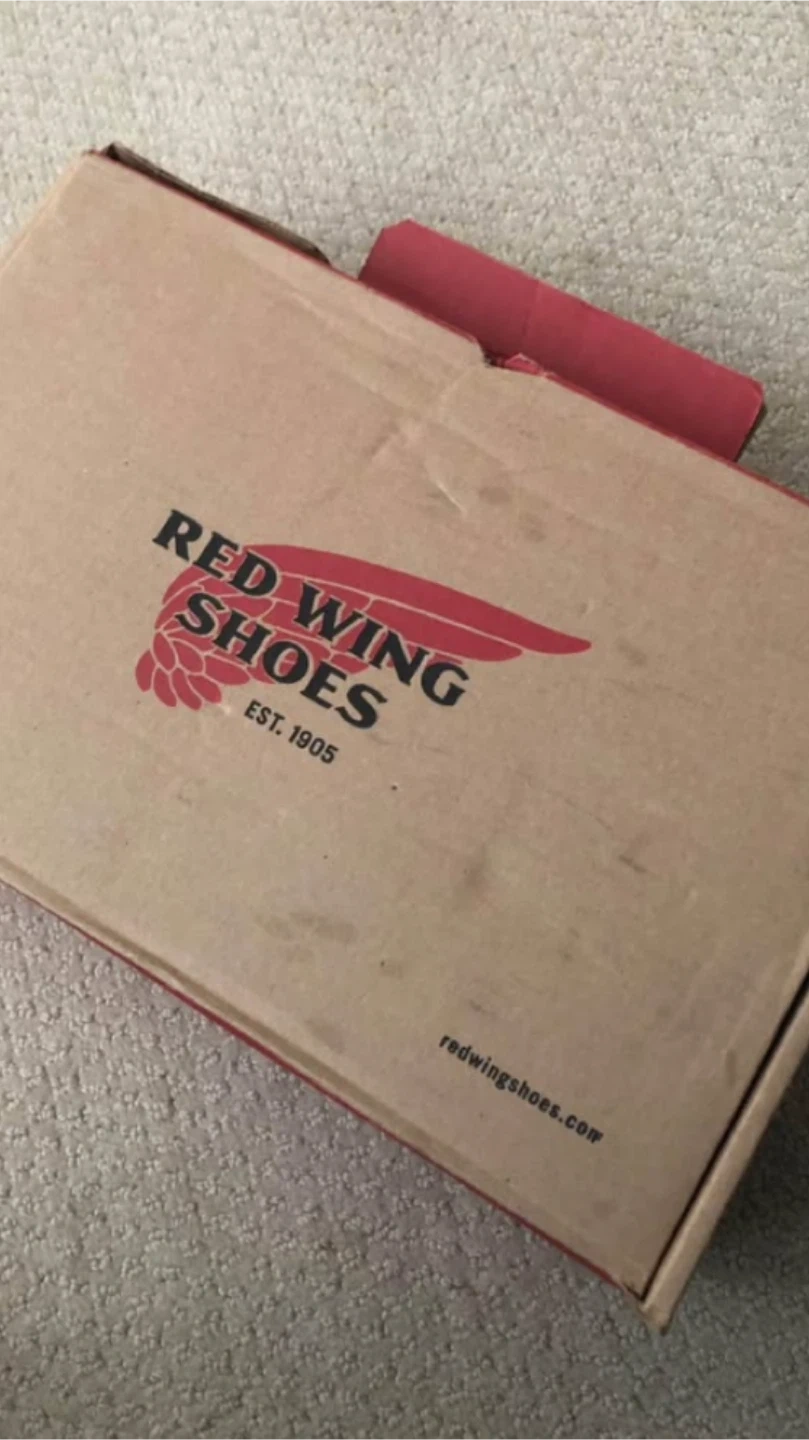 RED WING
SHOES
EST. 1905
redwingshoes.com